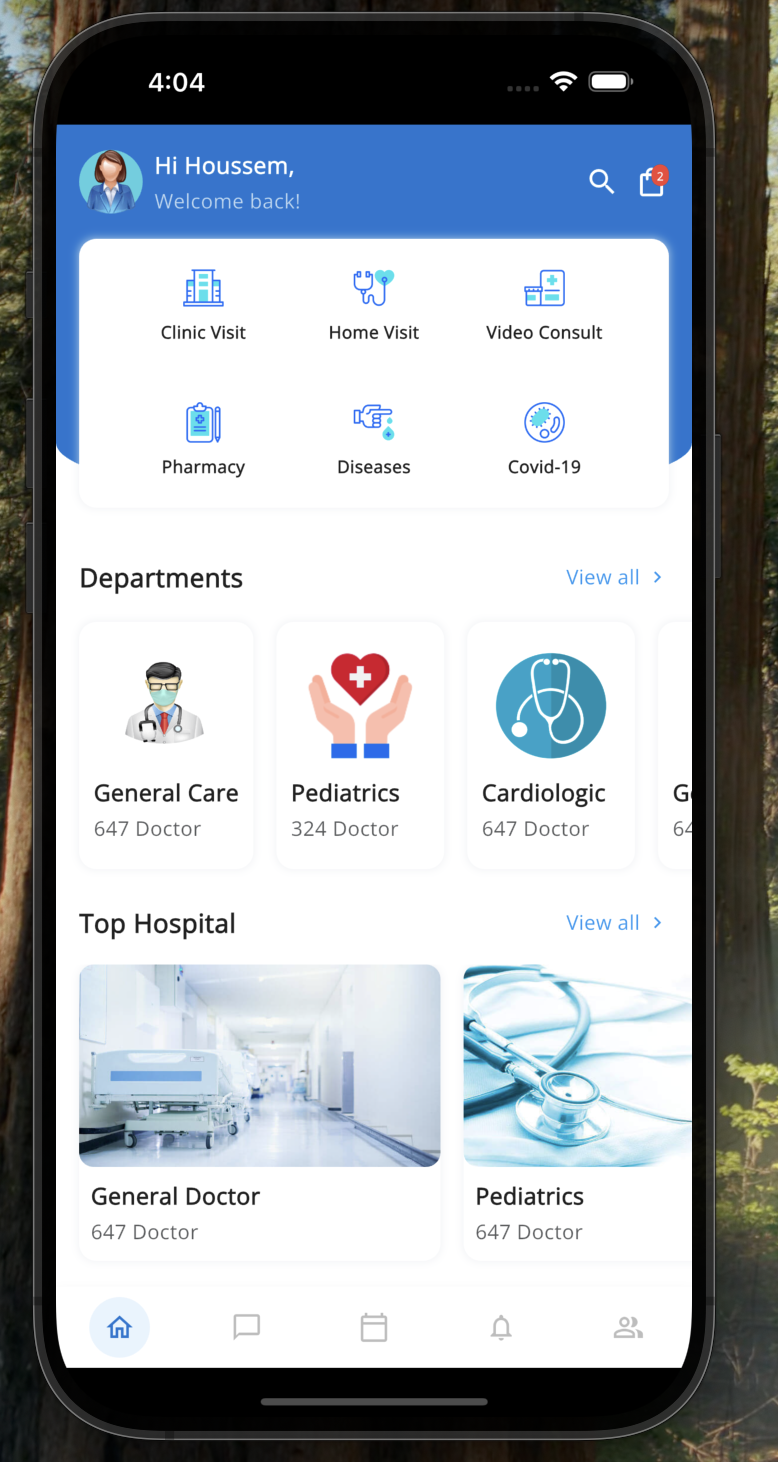 4:04
Hi Houssem,
Welcome back!
2
Clinic Visit Home Visit Video Consult
Pharmacy Diseases Covid-19
Departments View all
General Care Pediatrics Cardiologic
647 Doctor 324 Doctor 647 Doctor 64
Top Hospital View all
General Doctor Pediatrics
647 Doctor 647 Doctor